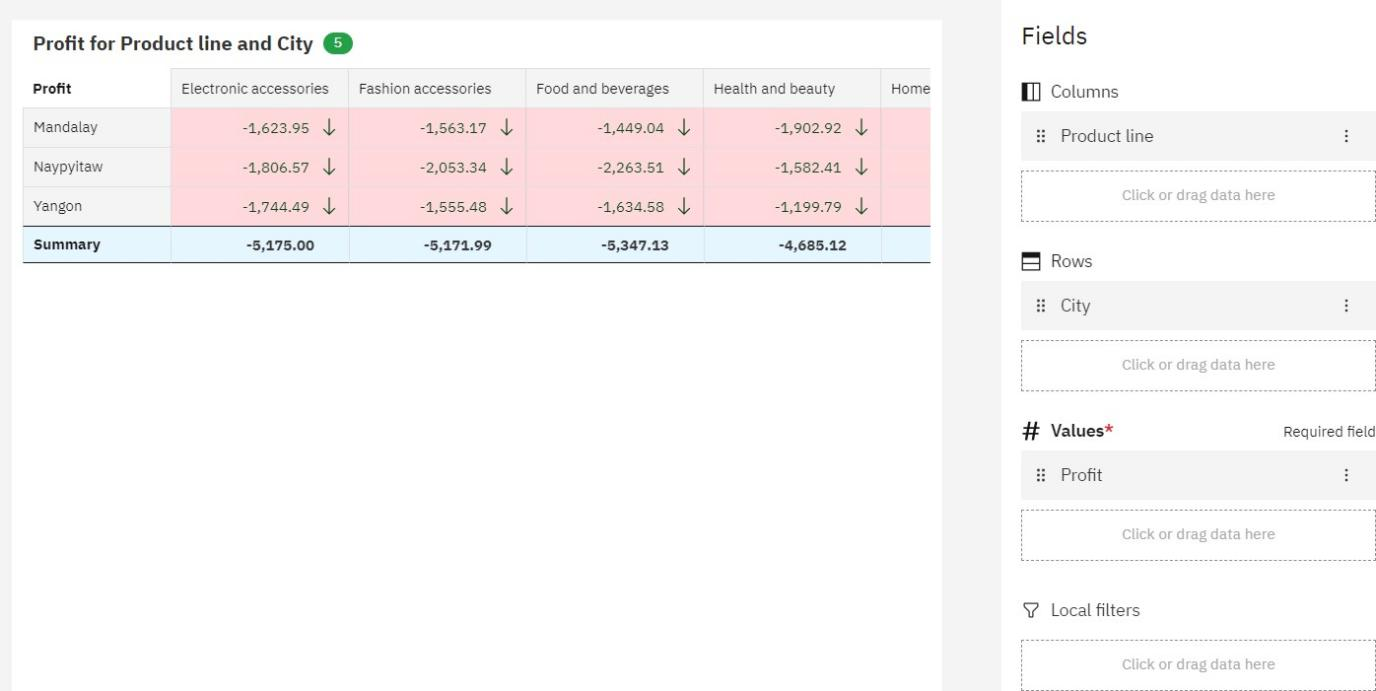 Profit for Product line and City 5
Profit Electronic accessories Fashion accessories Food and beverages Health and beauty Home
Mandalay -1,623.95 -1,563.17 -1,449.04 -1,902.92
Naypyitaw -1,806.57 -2,053.34 -2,263.51 -1,582.41
Yangon -1,744.49 -1,555.48 -1,634.58 -1,199.79
Summary -5,175.00 -5,171.99 -5,347.13 -4,685.12
Fields
Columns
Product line
Click or drag data here
Rows
City
Click or drag data here
# Values* Required field
Profit
Click or drag data here
Local filters
Click or drag data here